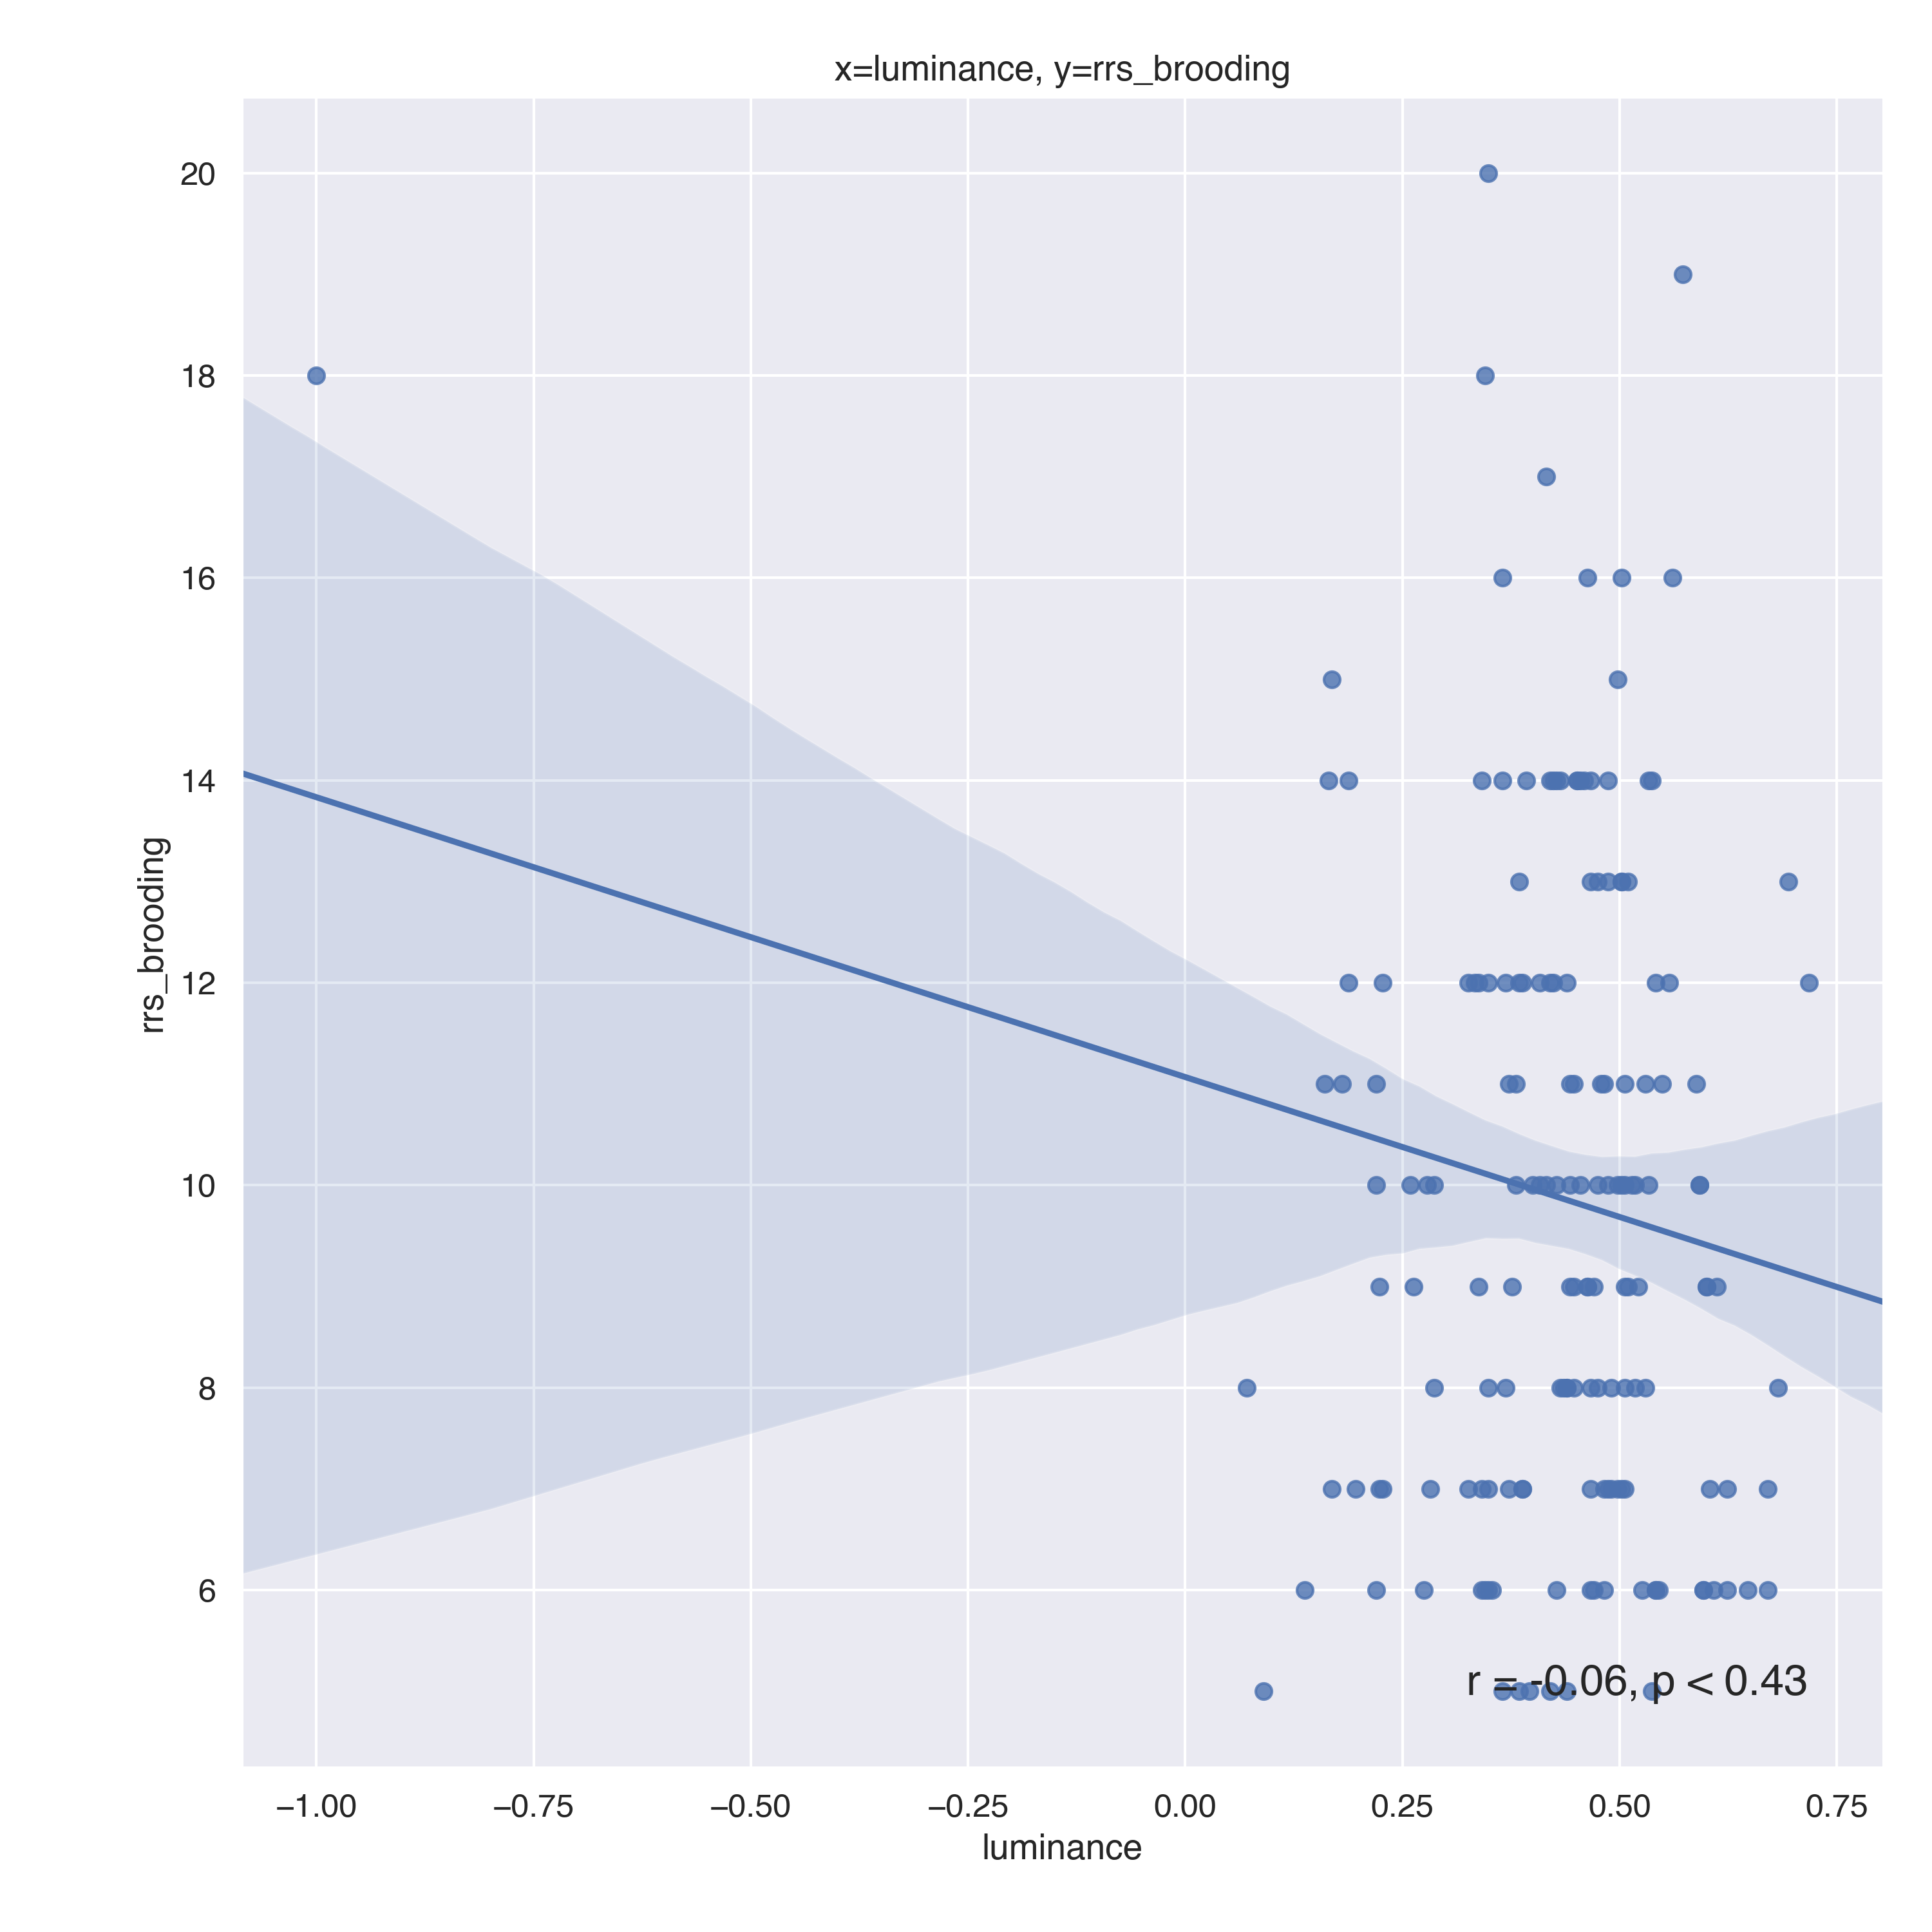 x=luminance, y=rrs_brooding
20
18
16
14
12
10
8
6
rrs_brooding
r = -0.06, p < 0.43
−1.00 −0.75 −0.50 −0.25 0.00 0.25 0.50 0.75
luminance